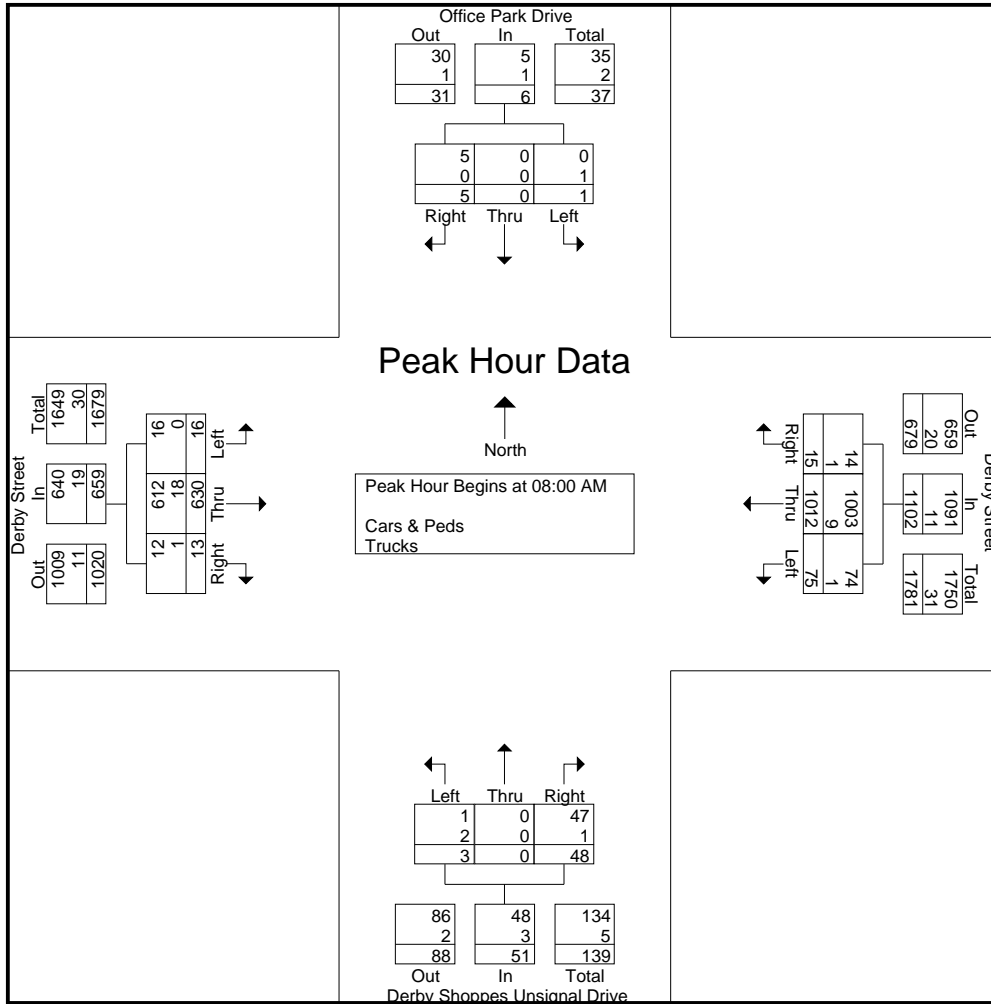 Office Park Drive
Out In Total
30 5 35
1 1 2
31 6 37
5 0 0
0 0 1
5 0 1
Right Thru Left
Peak Hour Data
North
Peak Hour Begins at 08:00 AM
Cars & Peds
Trucks
Derby Street
Out In Total
1009 640 1649
11 19 30
1020 659 1679
Right Thru Left
12 612 16
1 18 0
13 630 16
Derby Street
Out In Total
659 1091 1750
20 11 31
679 1102 1781
Right Thru Left
14 1003 74
1 9 1
15 1012 75
Left Thru Right
1 0 47
2 0 1
3 0 48
86 48 134
2 3 5
88 51 139
Out In Total
Derby Shoppes Unsignal Drive